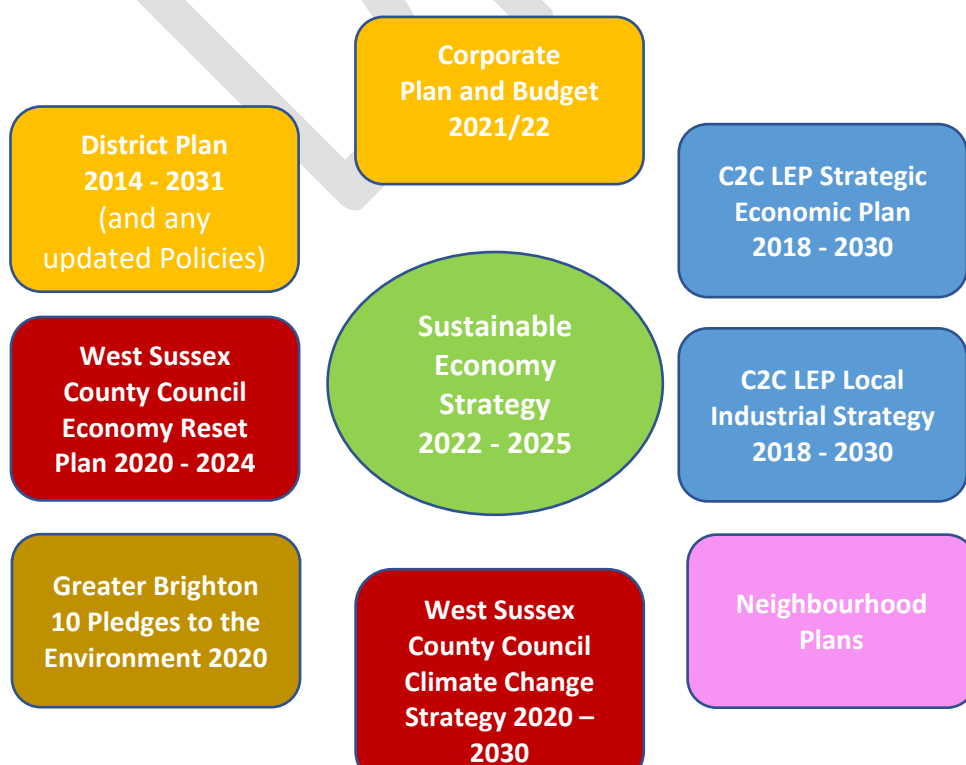 Corporate
Plan and Budget
2021/22
District Plan
2014 - 2031
(and any
updated Policies)
C2C LEP Strategic
Economic Plan
2018 - 2030
Sustainable
Economy
Strategy
2022 - 2025
West Sussex
County Council
Economy Reset
Plan 2020 - 2024
C2C LEP Local
Industrial Strategy
2018 - 2030
Greater Brighton
10 Pledges to the
Environment 2020
West Sussex
County Council
Climate Change
Strategy 2020 –
2030
Neighbourhood
Plans